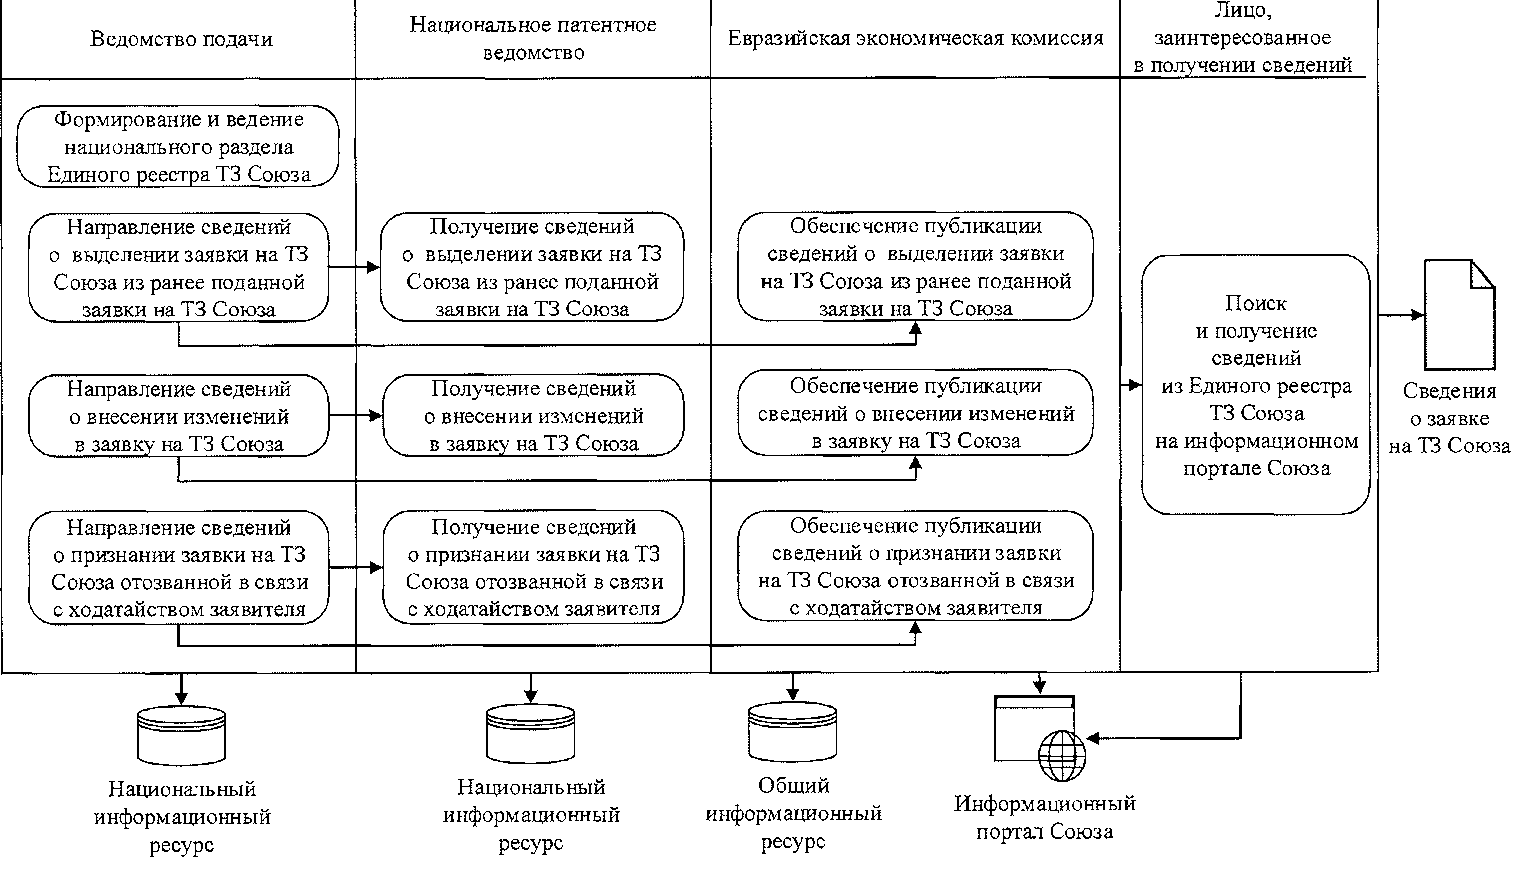 Ведомство подачи
Национальное патентное
ведомство
Евразийская экономическая комиссия
Лицо,
заинтересованное
в получении сведений
Формирование и ведение
национального раздела
Единого реестра ТЗ Союза
Направление сведений
о выделении заявки на ТЗ
Союза из ранее поданной
заявки на ТЗ Союза
Получение сведений
о выделении заявки на ТЗ
Союза из ранее поданной
заявки на ТЗ Союза
Обеспечение публикации
сведений о выделении заявки
на ТЗ Союза из ранее поданной
заявки на ТЗ Союза
Направление сведений
о внесении изменений
в заявку на ТЗ Союза
Получение сведений
о внесении изменений
в заявку на ТЗ Союза
Обеспечение публикации
сведений о внесении изменений
в заявку на ТЗ Союза
Направление сведений
о признании заявки на ТЗ
Союза отозванной в связи
с ходатайством заявителя
Получение сведений
о признании заявки на ТЗ
Союза отозванной в связи
с ходатайством заявителя
Обеспечение публикации
сведений о признании заявки
на ТЗ Союза отозванной в связи
с ходатайством заявителя
Поиск
и получение
сведений
из Единого реестра
ТЗ Союза
на информационном
портале Союза
Сведения
о заявке
на ТЗ Союза
Национальный
информационный
ресурс
Национальный
информационный
ресурс
Общий
информационный
ресурс
Информационный
портал Союза